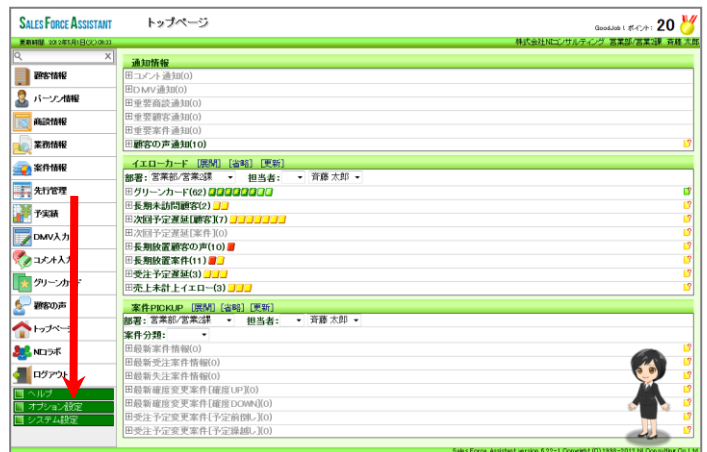 SALES FORCE ASSISTANT
トップページ
GoodJob!ポイント: 20
更新時間 2012年5月1日(火) 09:33
株式会社NIコンサルティング 営業部/営業2課 斉藤 太郎
X
顧客情報
パーソン情報
商談情報
業務情報
案件情報
先行管理
予実績
DMV入力
コメント入
グリーンカード
顧客の声
トップページ
NIコラボ
ログアウト
ヘルプ
オプション設定
システム設定
通知情報
コメント通知(0)
DMV通知(0)
重要商談通知(0)
重要顧客通知(0)
重要案件通知(0)
顧客の声通知(10)
イエローカード [展開] [省略] [更新]
部署: 営業部/営業2課 担当者: 斉藤 太郎
グリーンカード(62)
長期未訪問顧客(2)
次回予定遅延[顧客](7)
次回予定遅延[案件](0)
長期放置顧客の声(10)
長期放置案件(11)
受注予定遅延(3)
売上未計上イエロー(3)
案件PICKUP [展開] [省略] [更新]
部署: 営業部/営業2課 担当者: 斉藤 太郎
案件分類:
最新案件情報(0)
最新受注案件情報(0)
最新失注案件情報(0)
最新確度変更案件[確度UP](0)
最新確度変更案件[確度DOWN](0)
受注予定変更案件[予定前倒し](0)
受注予定変更案件[予定繰越し](0)